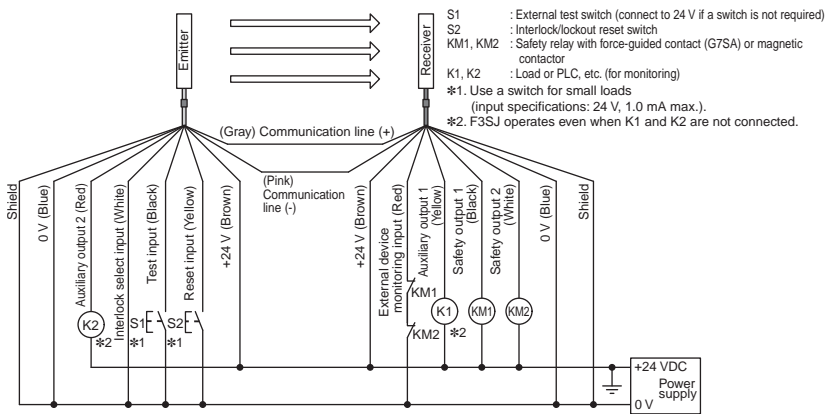 Emitter
Receiver
S1 : External test switch (connect to 24 V if a switch is not required)
S2 : Interlock/lockout reset switch
KM1, KM2 : Safety relay with force-guided contact (G7SA) or magnetic
contactor
K1, K2 : Load or PLC, etc. (for monitoring)
*1. Use a switch for small loads
(input specifications: 24 V, 1.0 mA max.).
*2. F3SJ operates even when K1 and K2 are not connected.
(Gray) Communication line (+)
(Pink)
Communication
line (-)
Shield
0 V (Blue)
Auxiliary output 2 (Red)
Interlock select input (White)
Test input (Black)
Reset input (Yellow)
+24 V (Brown)
+24 V (Brown)
External device
monitoring input (Red)
Auxiliary output 1
(Yellow)
Safety output 1
(Black)
Safety output 2
(White)
0 V (Blue)
Shield
KM1
KM2
K2
*2
S1
*1
S2
*1
K1
*2
KM1
KM2
+24 VDC
Power
supply
0 V